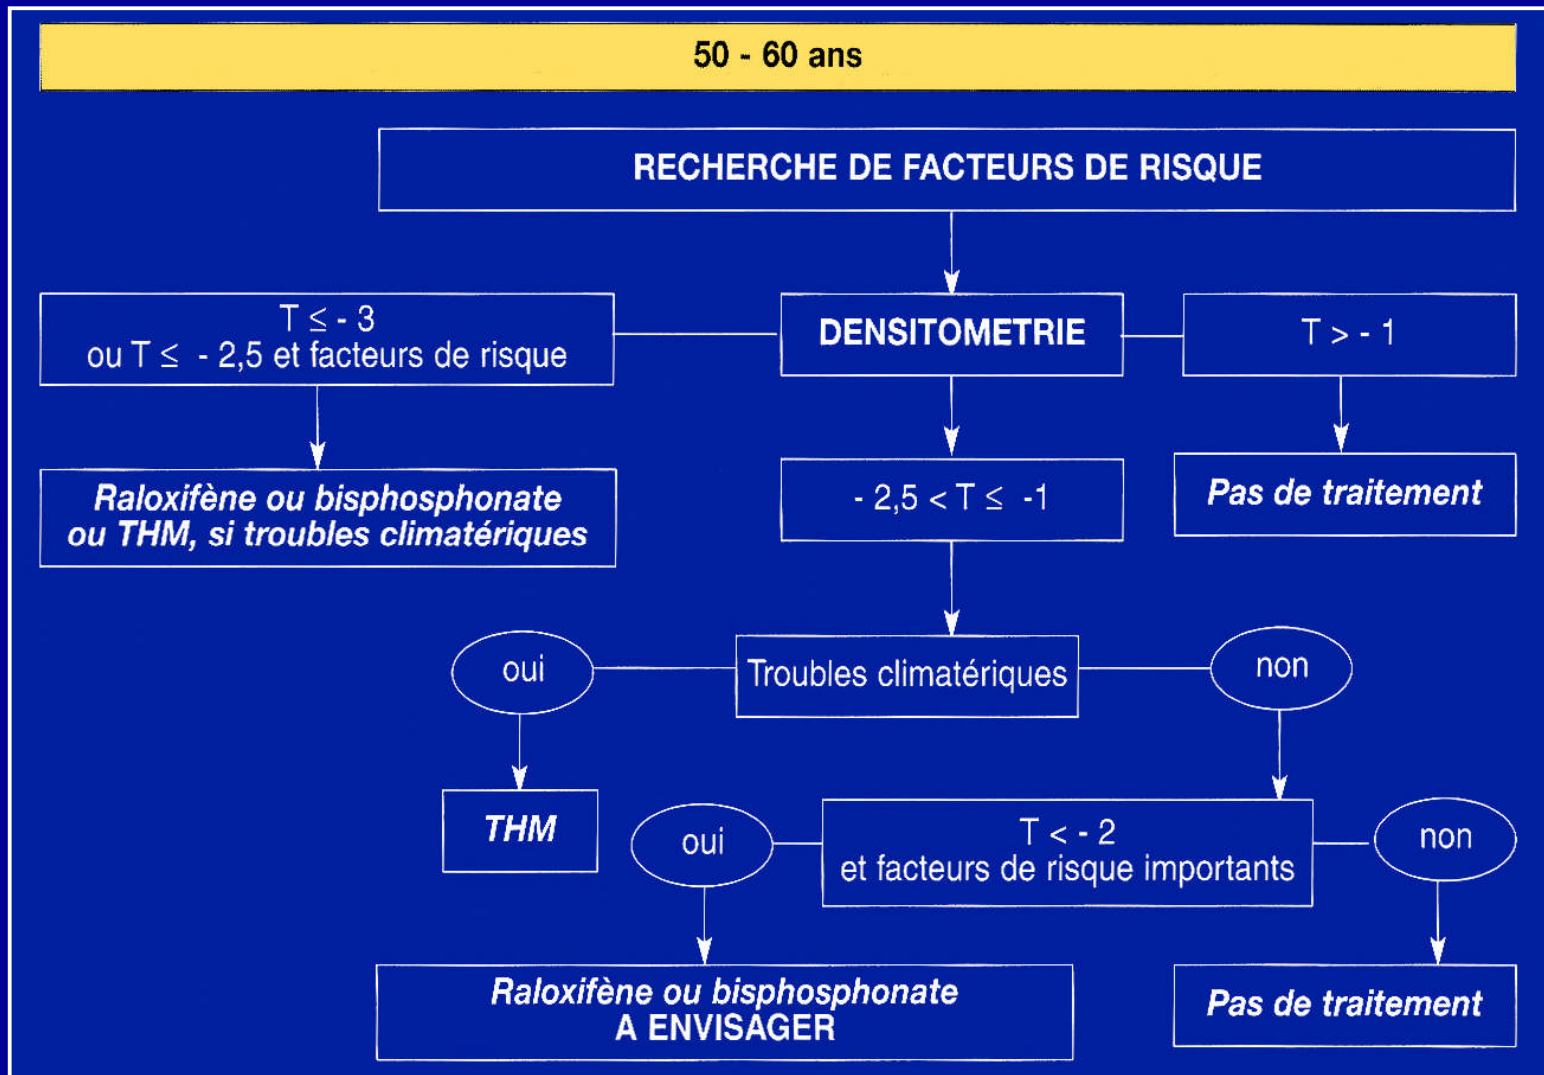 50 - 60 ans
RECHERCHE DE FACTEURS DE RISQUE
T ≤ - 3
ou T ≤ - 2,5 et facteurs de risque
DENSITOMETRIE
T > - 1
Raloxifène ou bisphosphonate
ou THM, si troubles climatériques
- 2,5 < T ≤ -1
Pas de traitement
oui
Troubles climatériques
non
THM
oui
T < - 2
et facteurs de risque importants
non
Raloxifène ou bisphosphonate
A ENVISAGER
Pas de traitement